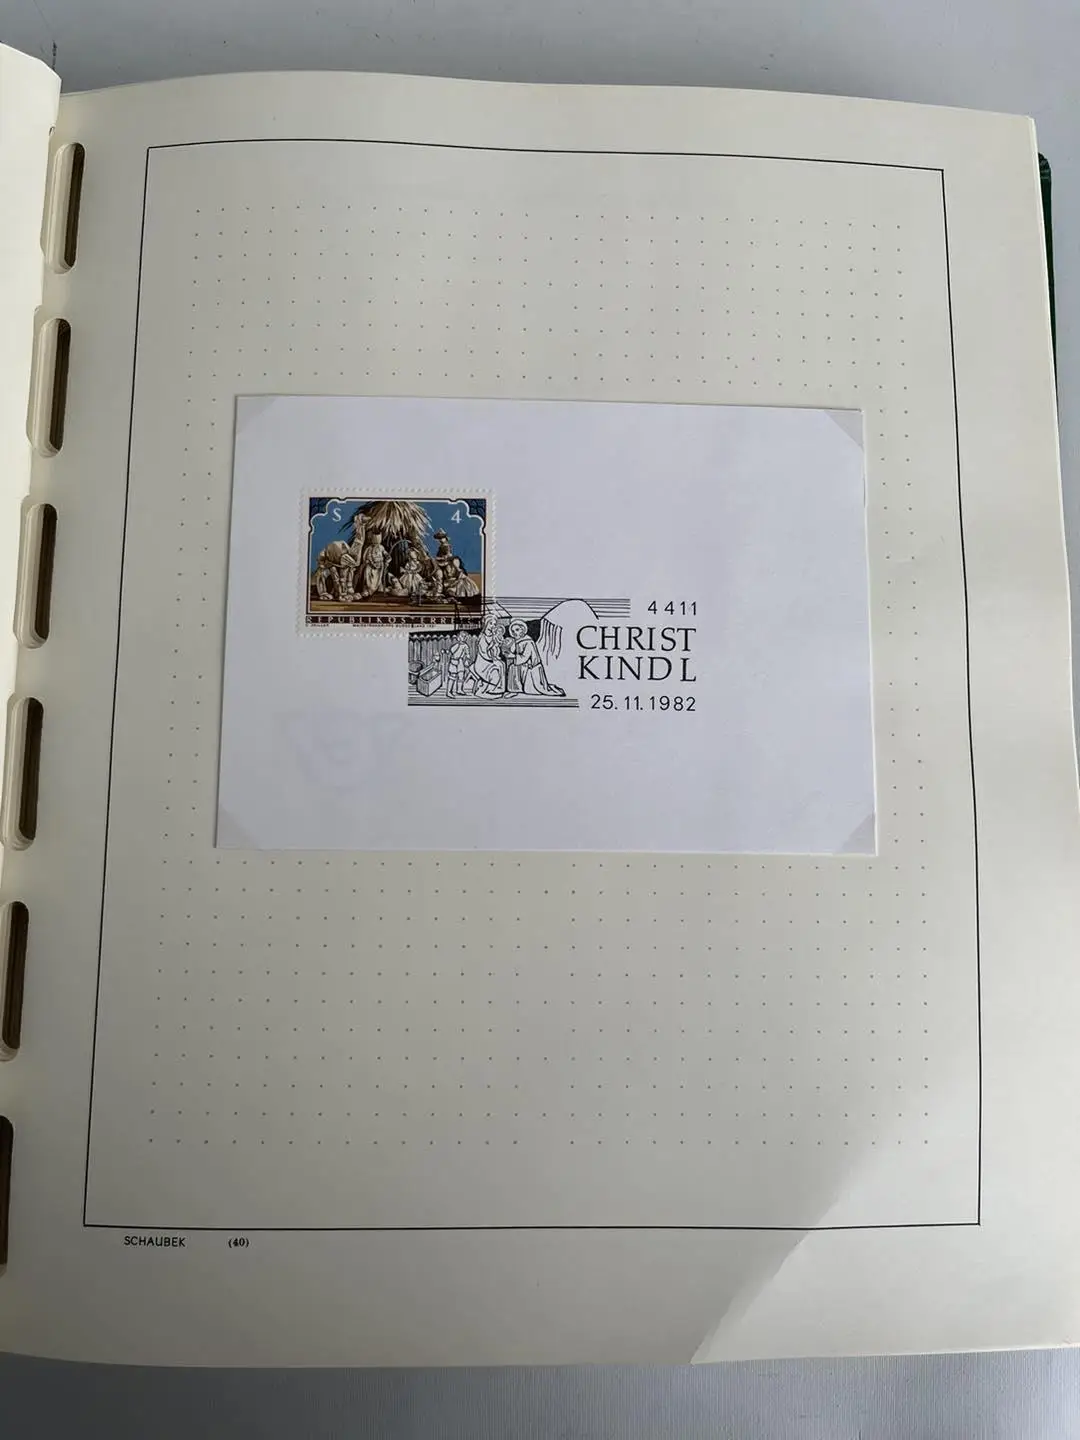 S 4
REPUBLIK ÖSTERREICH
4411
CHRIST
KINDL
25.11.1982
SCHAUBEK (40)